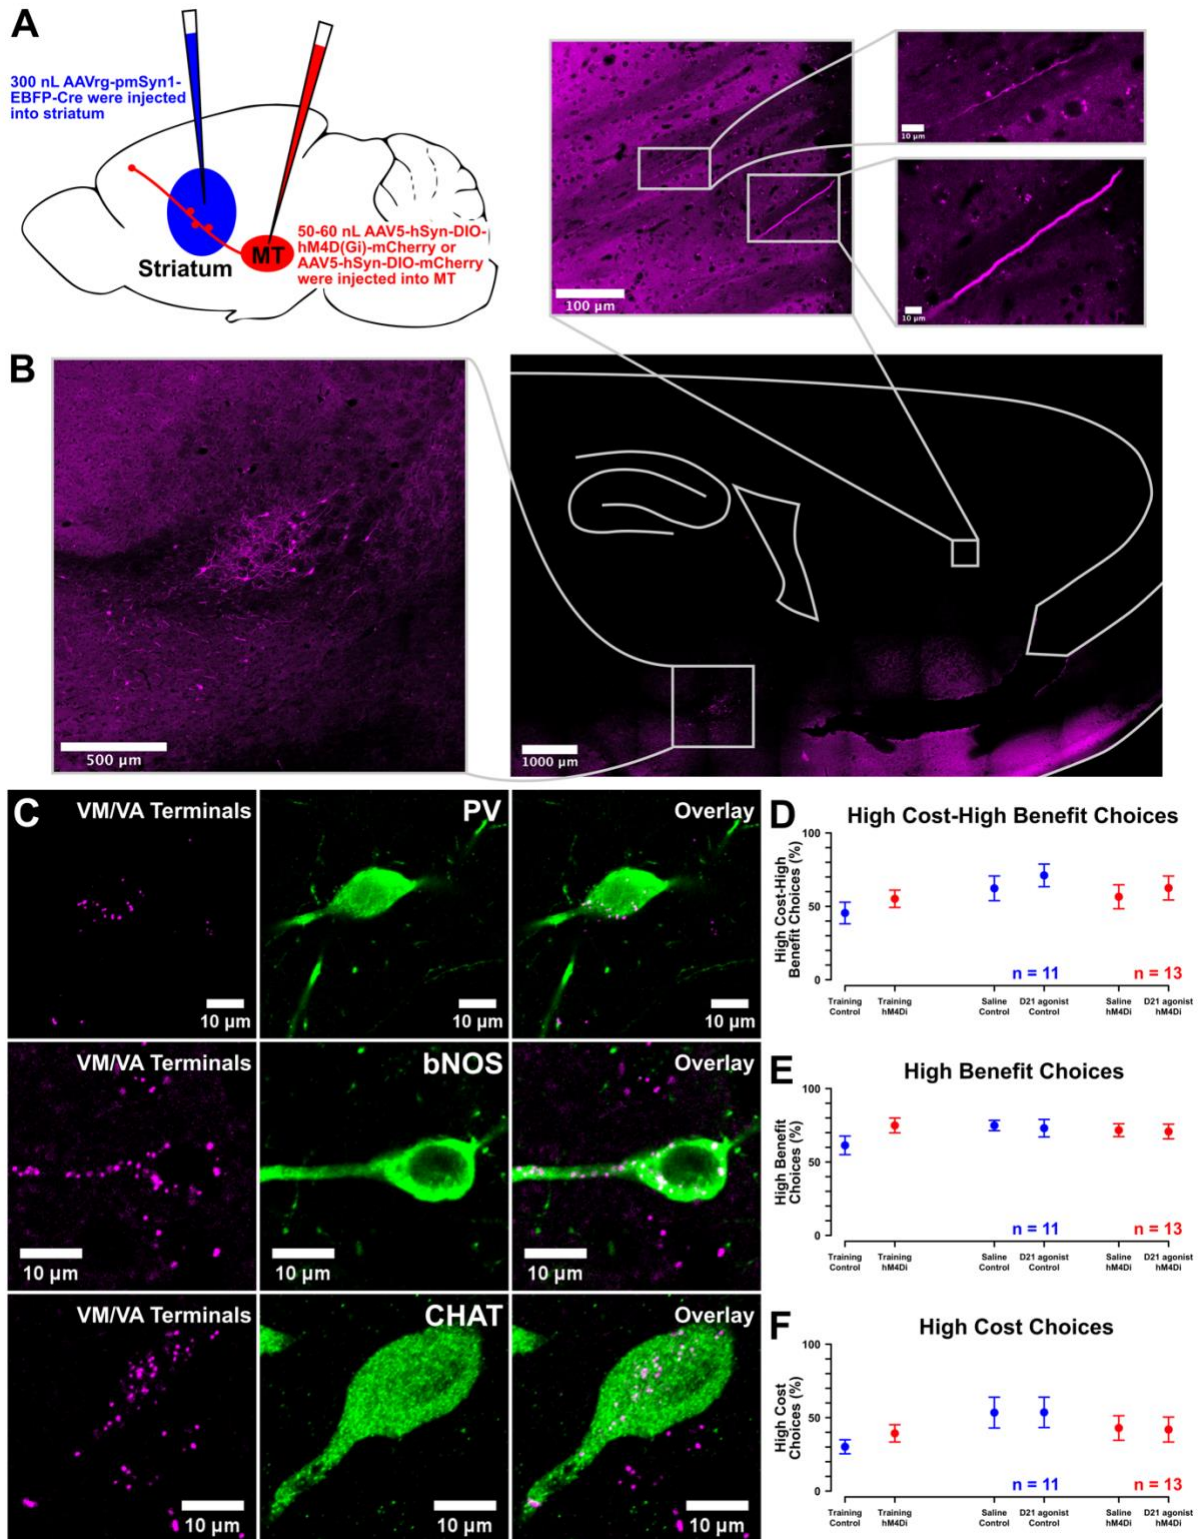 A
300 nL AAVrg-pmSyn1-
EBFP-Cre were injected
into striatum
Striatum
MT
50-60 nL AAV5-hSyn-DIO-
hM4D(Gi)-mCherry or
AAV5-hSyn-DIO-mCherry
were injected into MT
100 µm
10 µm
10 µm
B
500 µm
1000 µm
C
VM/VA Terminals
PV
Overlay
10 µm
10 µm
10 µm
VM/VA Terminals
bNOS
Overlay
10 µm
10 µm
10 µm
VM/VA Terminals
CHAT
Overlay
10 µm
10 µm
10 µm
D
High Cost-High Benefit Choices
High Cost-High
Benefit Choices (%)
100
50
0
n = 11
n = 13
Training
Control
Training
hM4Di
Saline
Control
D21 agonist
Control
Saline
hM4Di
D21 agonist
hM4Di
E
High Benefit Choices
High Benefit
Choices (%)
100
50
0
n = 11
n = 13
Training
Control
Training
hM4Di
Saline
Control
D21 agonist
Control
Saline
hM4Di
D21 agonist
hM4Di
F
High Cost Choices
High Cost
Choices (%)
100
50
0
n = 11
n = 13
Training
Control
Training
hM4Di
Saline
Control
D21 agonist
Control
Saline
hM4Di
D21 agonist
hM4Di